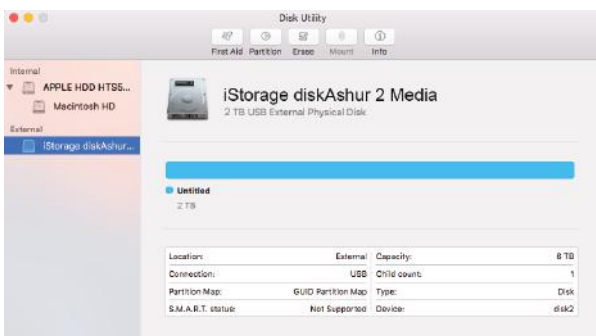 Disk Utility
First Aid Partition Erase Mount Info
Internal
APPLE HDD HTS5...
Macintosh HD
External
iStorage diskAshur...
iStorage diskAshur 2 Media
2 TB USB External Physical Disk
Untitled
2 TB
Location: External Capacity: 6 TB
Connection: USB Child count: 1
Partition Map: GUID Partition Map Type: Disk
S.M.A.R.T. status: Not Supported Device: disk2